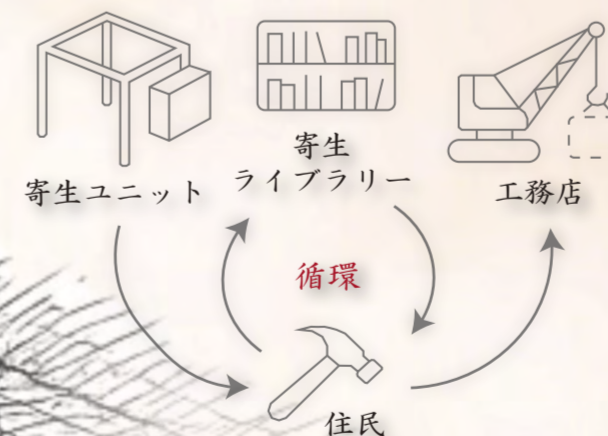 寄生ユニット
寄生
ライブラリー
工務店
循環
住民